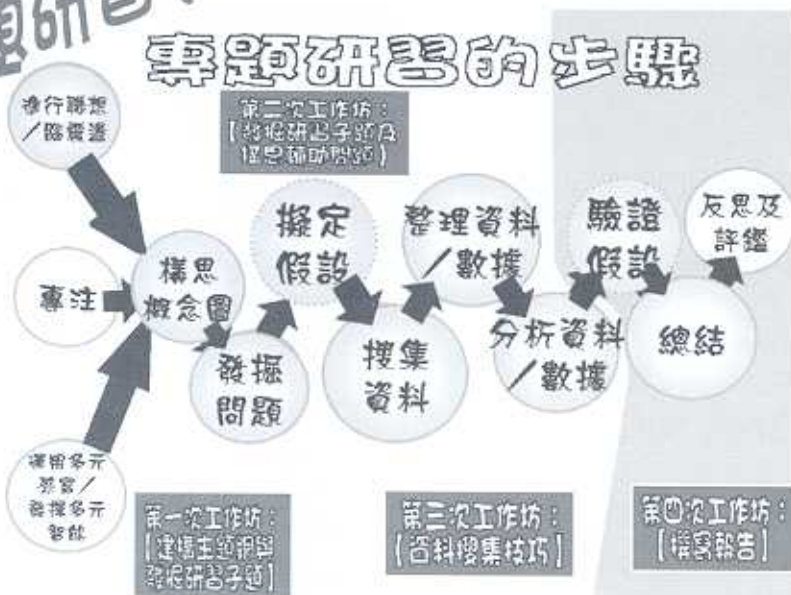 專題研習的步驟
進行聯想
／腦震盪
第二次工作坊：
【發掘研習子題及
構思輔助問題】
專注
構思
概念圖
發掘
問題
擬定
假設
搜集
資料
整理資料
／數據
分析資料
／數據
驗證
假設
總結
反思及
評鑑
運用多元
／
發揮多元
智能
第一次工作坊：
【建構主題網與
發掘研習子題】
第三次工作坊：
【資料搜集技巧】
第四次工作坊：
【撰寫報告】